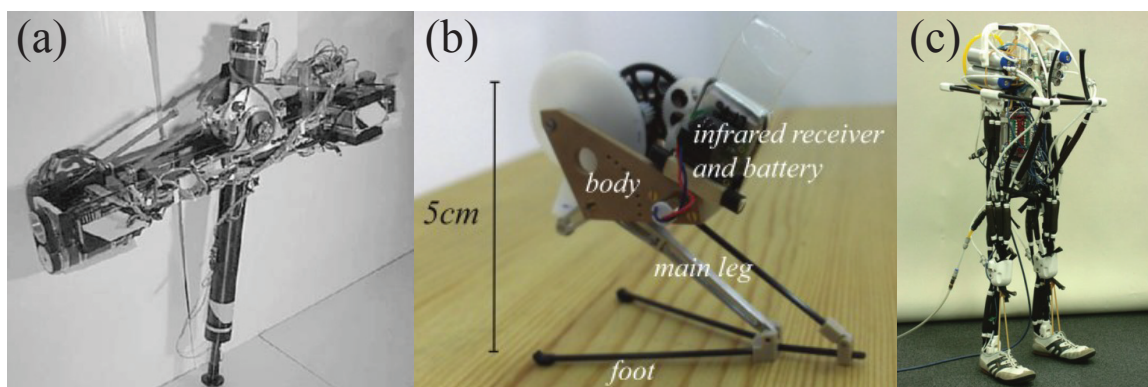 (a)
(b)
(c)
infrared receiver
and battery
body
5cm
main leg
foot